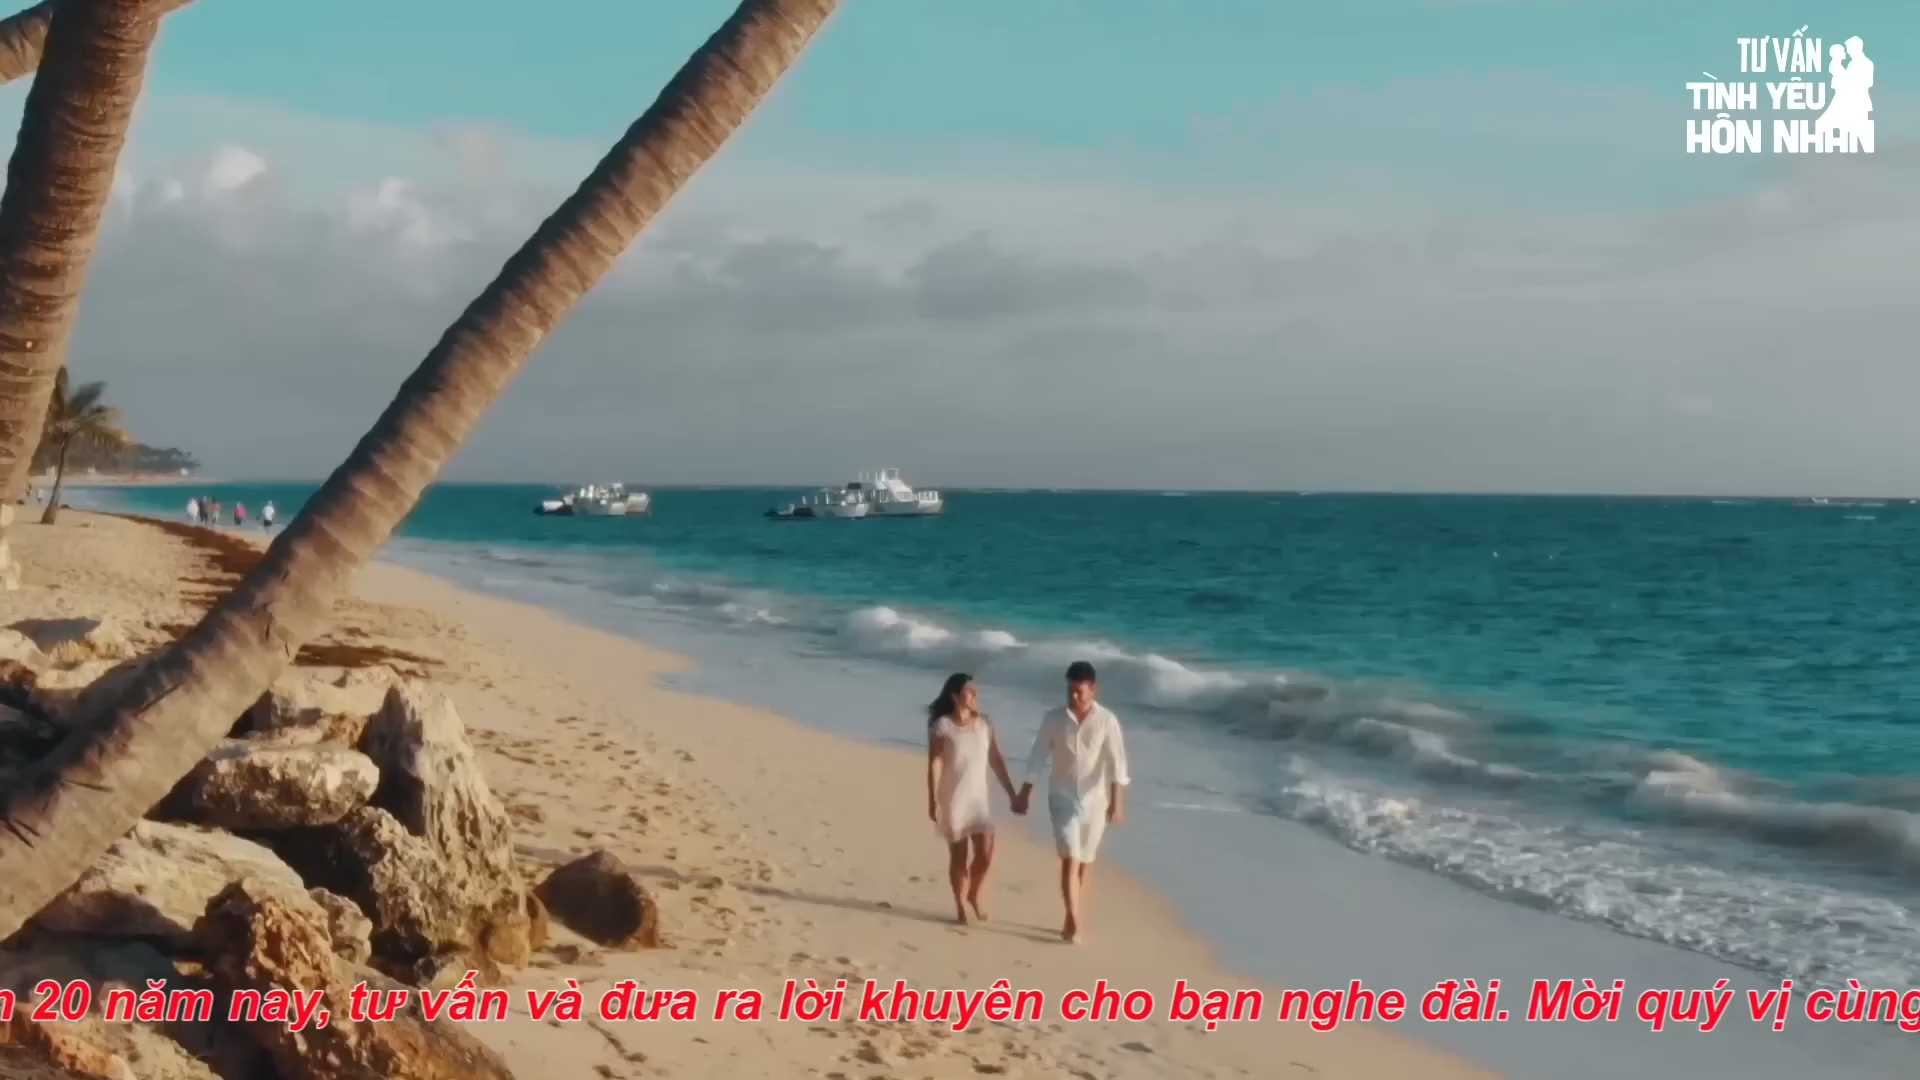 TƯ VẤN
TÌNH YÊU
HÔN NHÂN
20 năm nay, tư vấn và đưa ra lời khuyên cho bạn nghe đài. Mời quý vị cùng